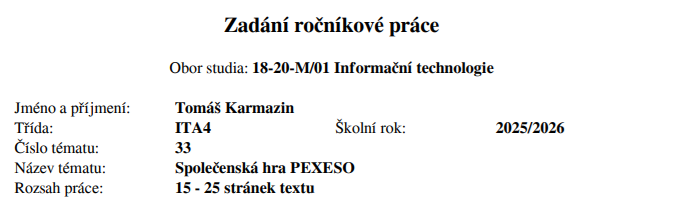 Zadání ročníkové práce
Obor studia: 18-20-M/01 Informační technologie
Jméno a příjmení: Tomáš Karmazin
Třída: ITA4 Školní rok: 2025/2026
Číslo tématu: 33
Název tématu: Společenská hra PEXESO
Rozsah práce: 15 - 25 stránek textu